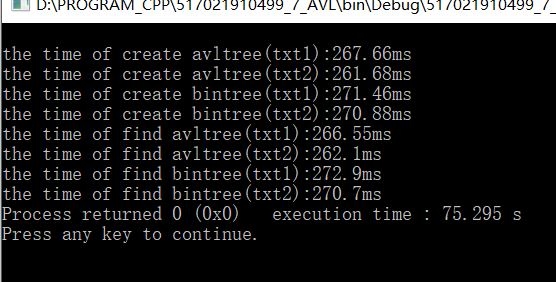 D:\PROGRAM_CPP\517021910499_7_AVL\bin\Debug\517021910499_7_
the time of create avltree(txt1):267.66ms
the time of create avltree(txt2):261.68ms
the time of create bintree(txt1):271.46ms
the time of create bintree(txt2):270.88ms
the time of find avltree(txt1):266.55ms
the time of find avltree(txt2):262.1ms
the time of find bintree(txt1):272.9ms
the time of find bintree(txt2):270.7ms
Process returned 0 (0x0)   execution time : 75.295 s
Press any key to continue.